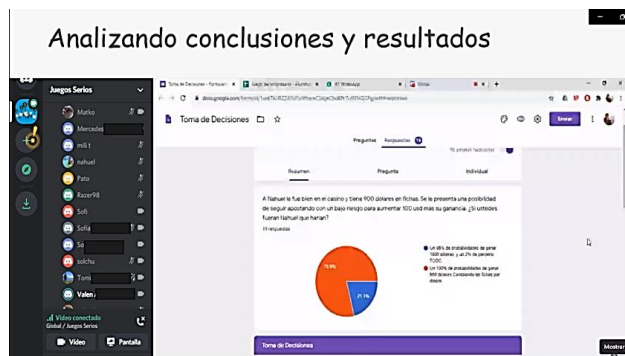 Analizando conclusiones y resultados
Juegos Serios
Matko
Mercedes
mili t
nahuel
Pato
Razer98
Sofi
Sofia
So
solchu
Tomi
Valen
Video conectado
Global / Juegos Serios
Video
Pantalla
WhatsApp
Toma de Decisiones
Enviar
Preguntas Respuestas
Resumen
Pregunta
Individual
A Nahuel le fue bien en el casino y tiene 900 dolares en fichas. Se le presenta una posibilidad
de seguir apostando con un bajo riesgo para aumentar 100 usd mas su ganancia. ¿Si ustedes
fueran Nahuel que harian?
19 respuestas
TODO.
78.9%
21.1%
Toma de Decisiones
Mostrar